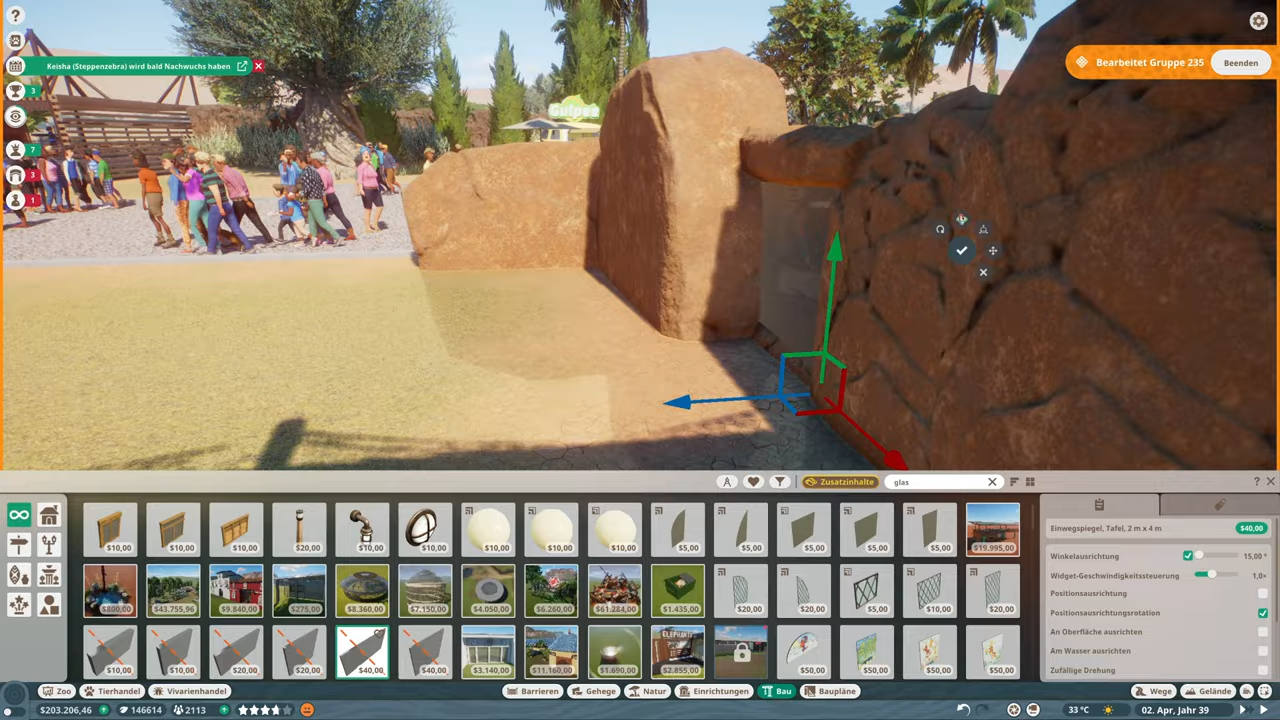 ?
Keisha (Steppenzebra) wird bald Nachwuchs haben
3
7
3
1
Gulpee
Bearbeitet Gruppe 235
Beenden
Zusatzinhalte
glas
?
$10,00 $10,00 $10,00 $20,00 $10,00 $10,00 $10,00 $10,00 $10,00 $5,00 $5,00 $5,00 $5,00 $5,00 $19.995,00
$800,00 $43.755,96 $9.840,00 $275,00 $8.360,00 $7.150,00 $4.050,00 $6.260,00 $61.284,00 $1.435,00 $20,00 $20,00 $5,00 $10,00 $20,00
$10,00 $10,00 $20,00 $20,00 $40,00 $40,00 $3.140,00 $11.160,00 $1.690,00 $2.855,00 $50,00 $50,00 $50,00 $50,00
Einwegspiegel, Tafel, 2 m x 4 m $40,00
Winkelausrichtung 15,00 °
Widget-Geschwindigkeitssteuerung 1,0×
Positionsausrichtung
Positionsausrichtungsrotation
An Oberfläche ausrichten
Am Wasser ausrichten
Zufällige Drehung
Zoo Tierhandel Vivarienhandel Barrieren Gehege Natur Einrichtungen Bau Baupläne Wege Gelände
$203.206,46 146614 2113 33 °C 02. Apr, Jahr 39